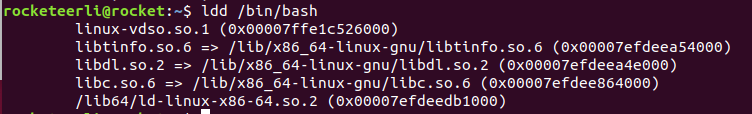 rocketeerli@rocket:~$ ldd /bin/bash
linux-vdso.so.1 (0x00007ffe1c526000)
libtinfo.so.6 => /lib/x86_64-linux-gnu/libtinfo.so.6 (0x00007efdeea54000)
libdl.so.2 => /lib/x86_64-linux-gnu/libdl.so.2 (0x00007efdeea4e000)
libc.so.6 => /lib/x86_64-linux-gnu/libc.so.6 (0x00007efdee864000)
/lib64/ld-linux-x86-64.so.2 (0x00007efdeedb1000)